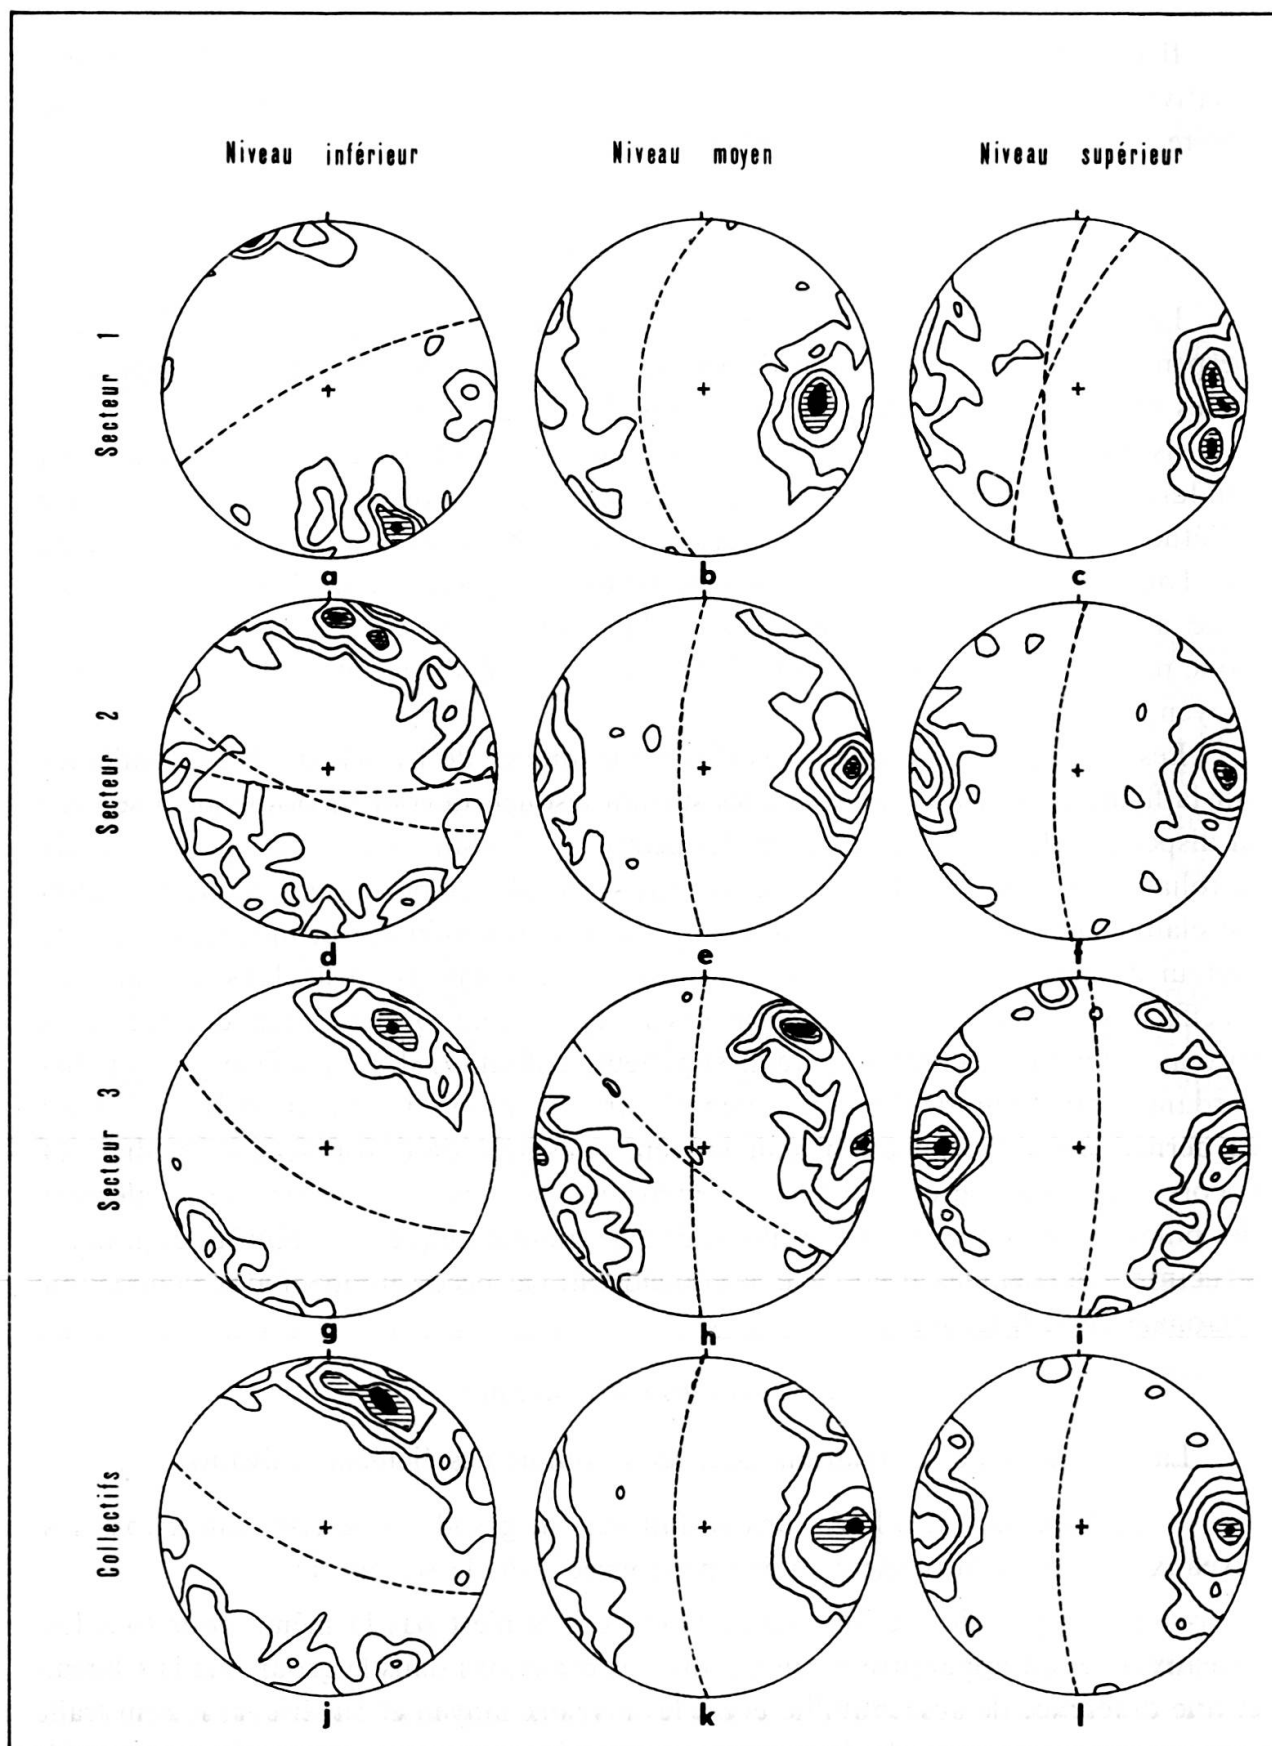 Niveau inférieur
Niveau moyen
Niveau supérieur
Secteur 1
a
b
c
Secteur 2
d
e
f
Secteur 3
g
h
i
Collectifs
j
k
l